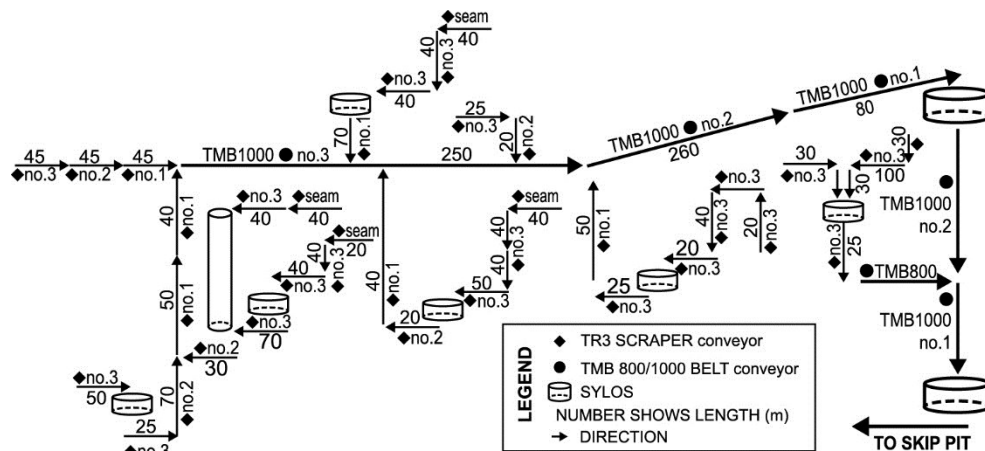 ◆seam
40
40
◆no.3
◆no.3
40
70
◆no.1
25
◆no.3
20
◆no.2
TMB1000 ● no.1
80
TMB1000 ● no.2
260
45
◆no.3
45
◆no.2
45
◆no.1
TMB1000 ● no.3
250
30
◆no.3
◆no.3
100
30
30
◆no.3
25
TMB1000
no.2
●TMB800
TMB1000
no.1
40
◆no.1
◆no.3
40
◆seam
40
◆seam
20
40
◆no.3
40
◆no.3
50
◆no.1
◆no.3
70
◆no.2
30
◆no.3
50
70
◆no.2
25
◆no.3
40
◆no.1
◆seam
40
40
40
◆no.3
50
◆no.3
20
◆no.2
50
◆no.1
◆no.3
40
◆no.3
20
◆no.3
20
◆no.3
25
◆no.3
LEGEND
◆ TR3 SCRAPER conveyor
● TMB 800/1000 BELT conveyor
SYLOS
NUMBER SHOWS LENGTH (m)
→ DIRECTION
TO SKIP PIT